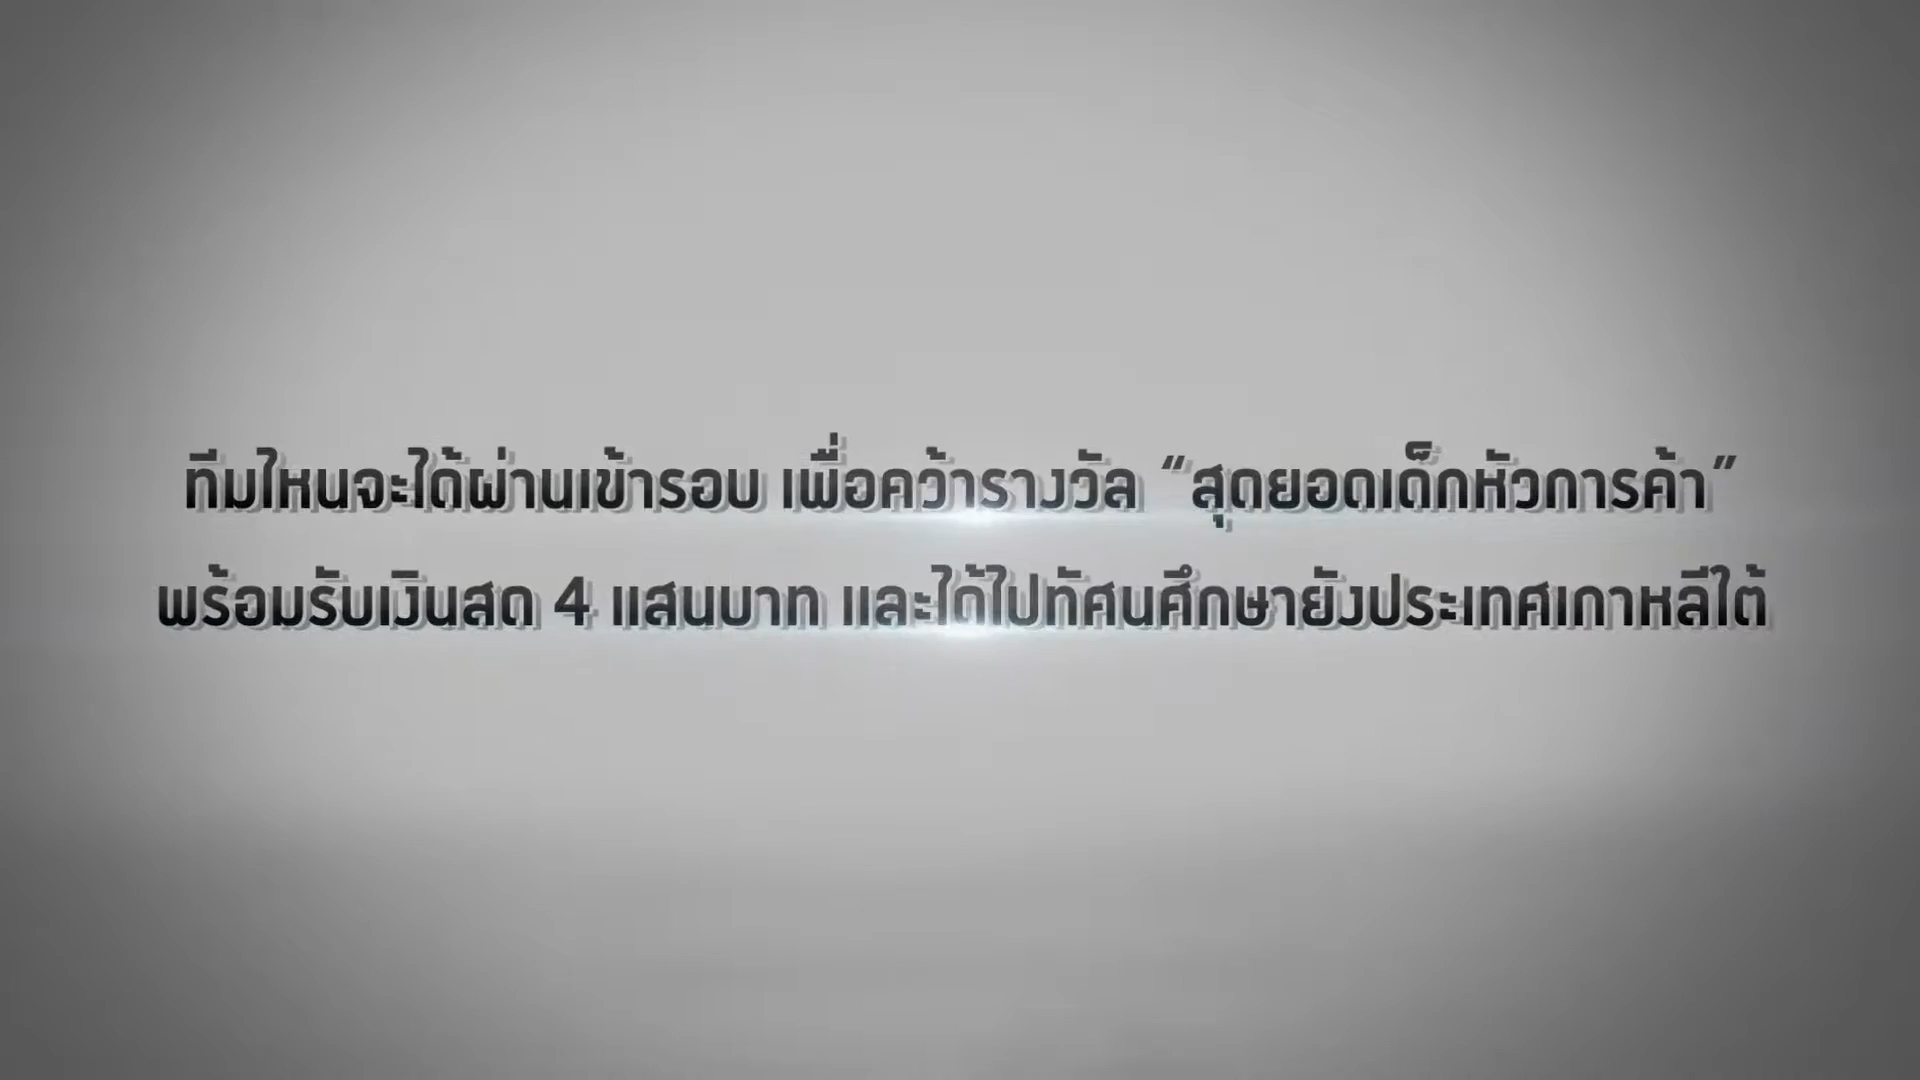 ทีมไหนจะได้ผ่านเข้ารอบ เพื่อคว้ารางวัล “สุดยอดเด็กหัวการค้า”
พร้อมรับเงินสด 4 แสนบาท และได้ไปทัศนศึกษายังประเทศเกาหลีใต้